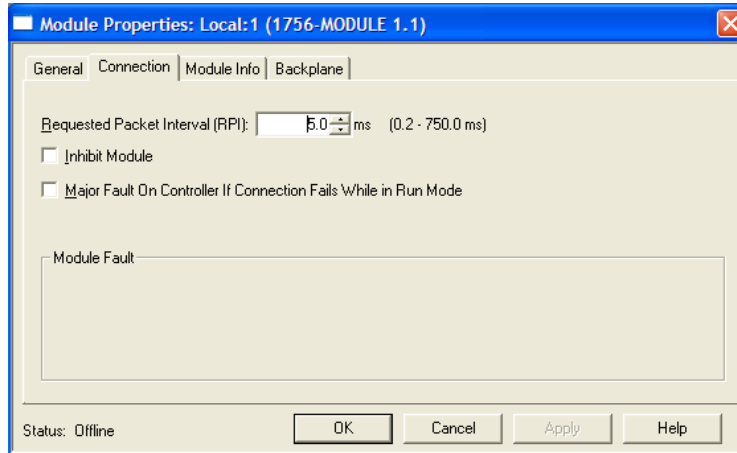 Module Properties: Local:1 (1756-MODULE 1.1)
General Connection Module Info Backplane
Requested Packet Interval (RPI): 5.0 ms (0.2 - 750.0 ms)
Inhibit Module
Major Fault On Controller If Connection Fails While in Run Mode
Module Fault
Status: Offline OK Cancel Apply Help